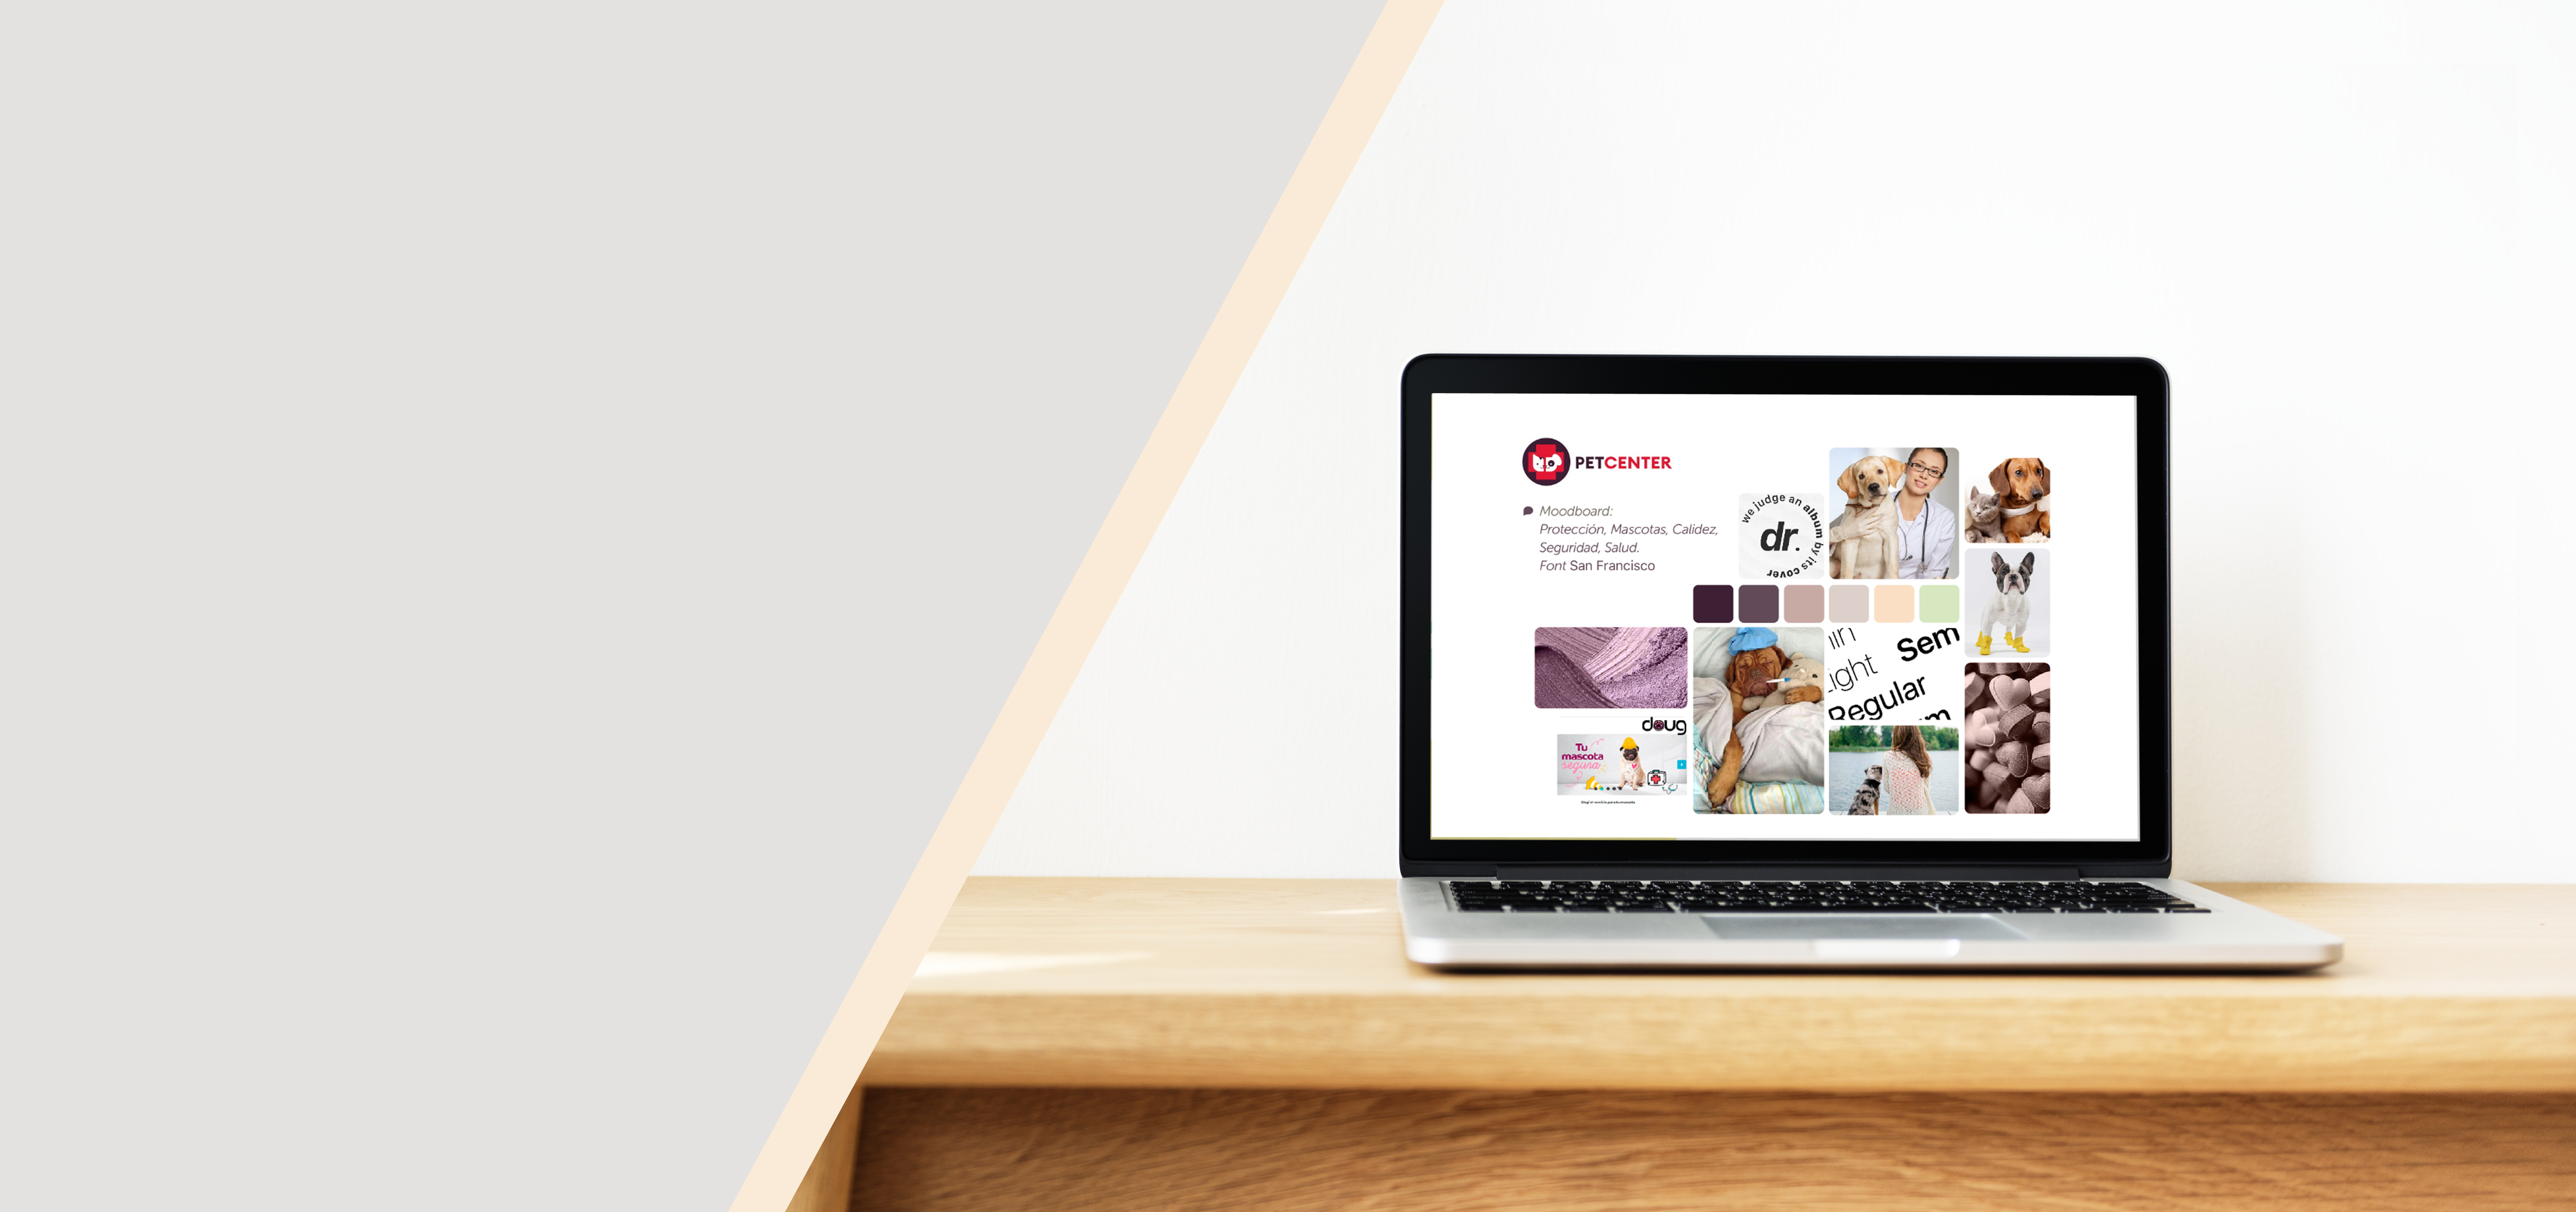 PETCENTER
Moodboard:
Protección, Mascotas, Calidez,
Seguridad, Salud.
Font San Francisco
we judge an album by its cover
dr.
Sem
ight
Regular
doug
Tu
mascota
segura